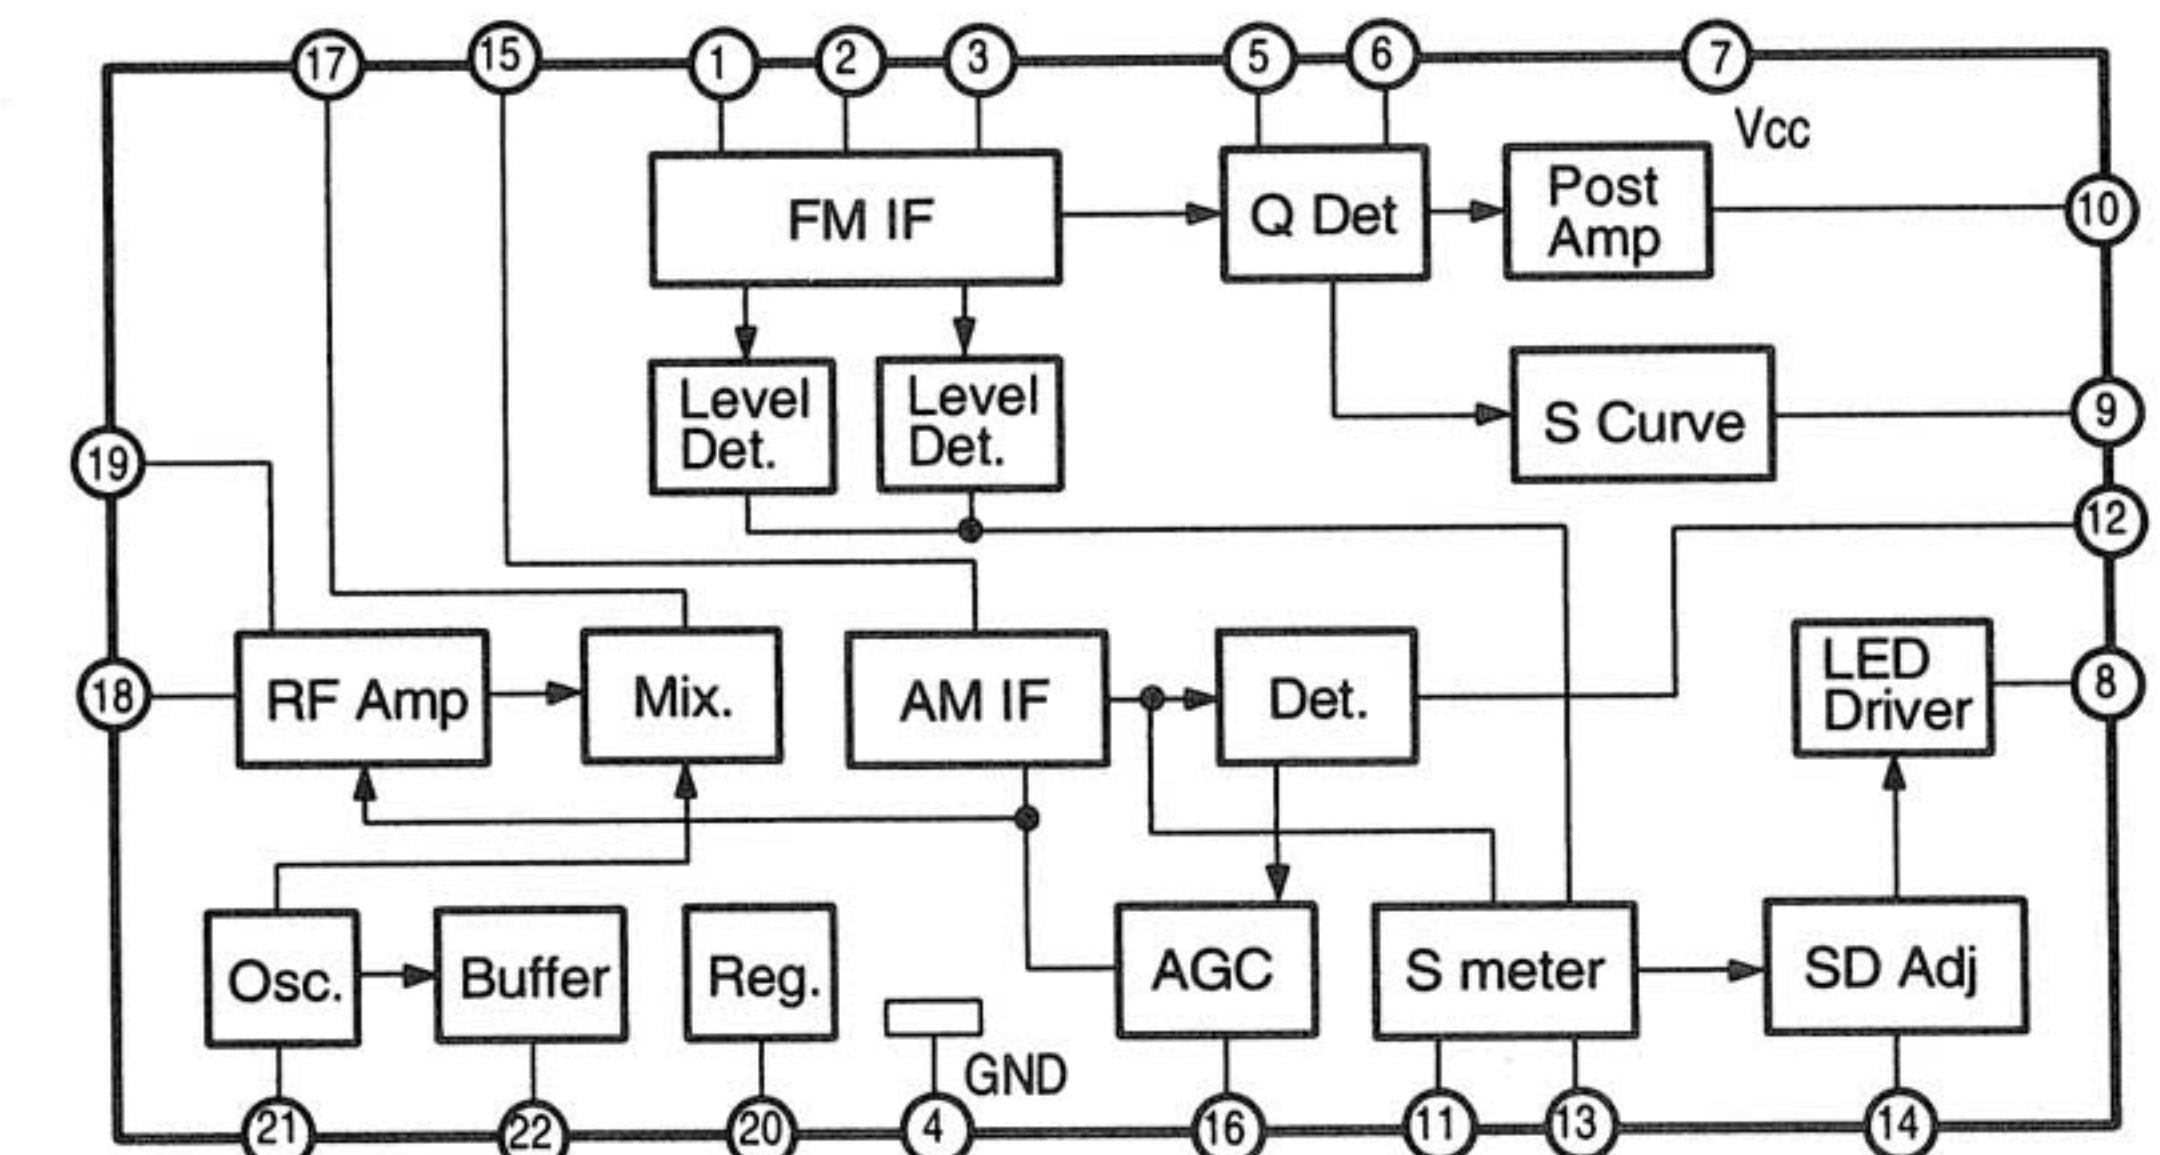 17 15 1 2 3 5 6 7
Vcc
FM IF
Q Det
Post
Amp
10
Level
Det.
Level
Det.
S Curve
9
19
12
18
RF Amp
Mix.
AM IF
Det.
LED
Driver
8
Osc.
Buffer
Reg.
GND
AGC
S meter
SD Adj
21 22 20 4 16 11 13 14